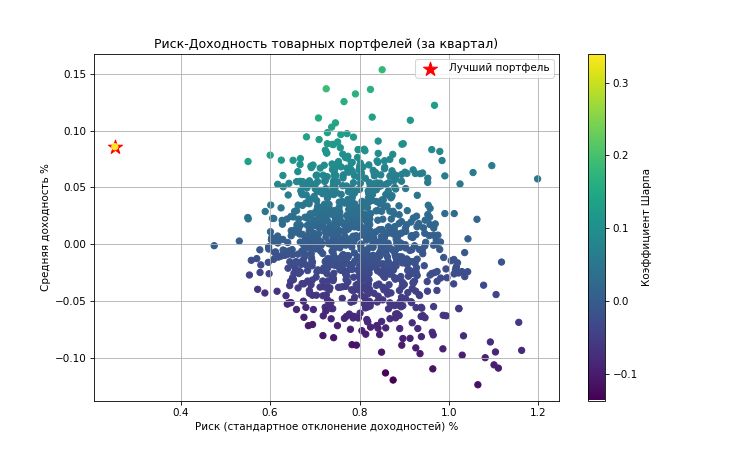 Риск-Доходность товарных портфелей (за квартал)
Лучший портфель
Средняя доходность %
0.15
0.10
0.05
0.00
−0.05
−0.10
0.4 0.6 0.8 1.0 1.2
Риск (стандартное отклонение доходностей) %
0.3
0.2
0.1
0.0
−0.1
Коэффициент Шарпа